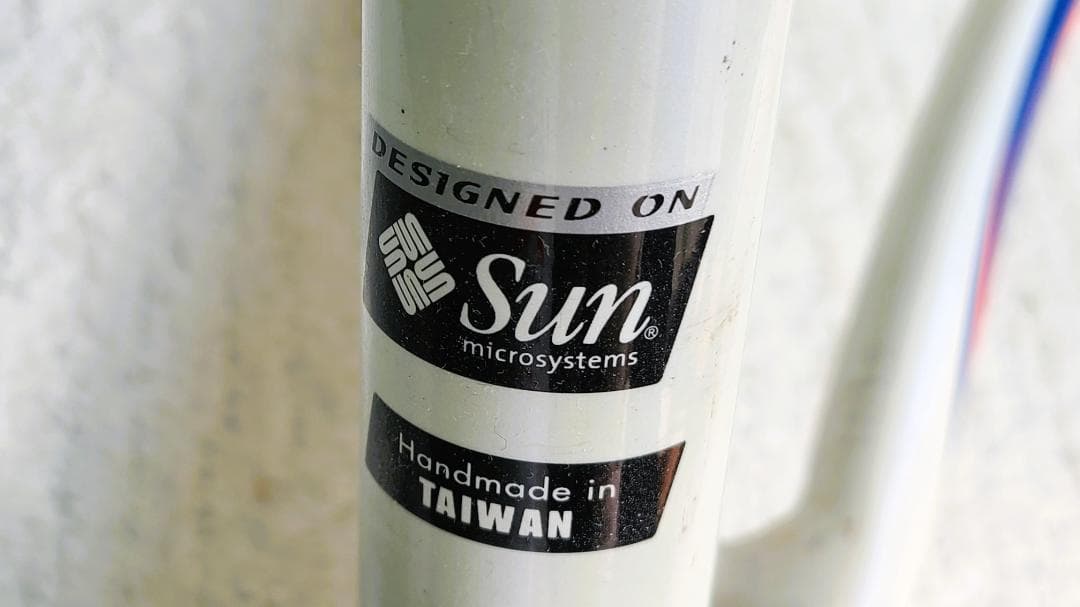 DESIGNED ON
Sun®
microsystems
Handmade in
TAIWAN